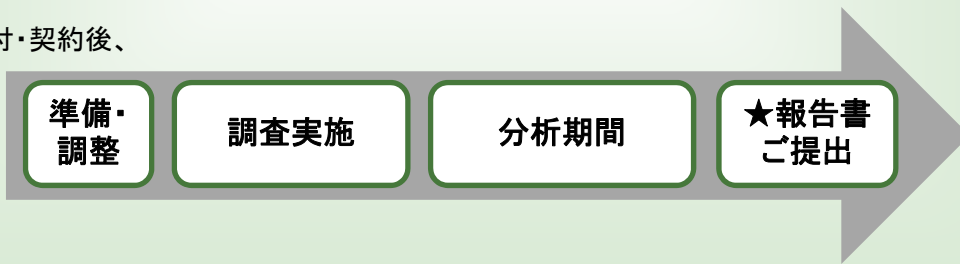 付・契約後、
準備・
調整
調査実施
分析期間
★報告書
ご提出